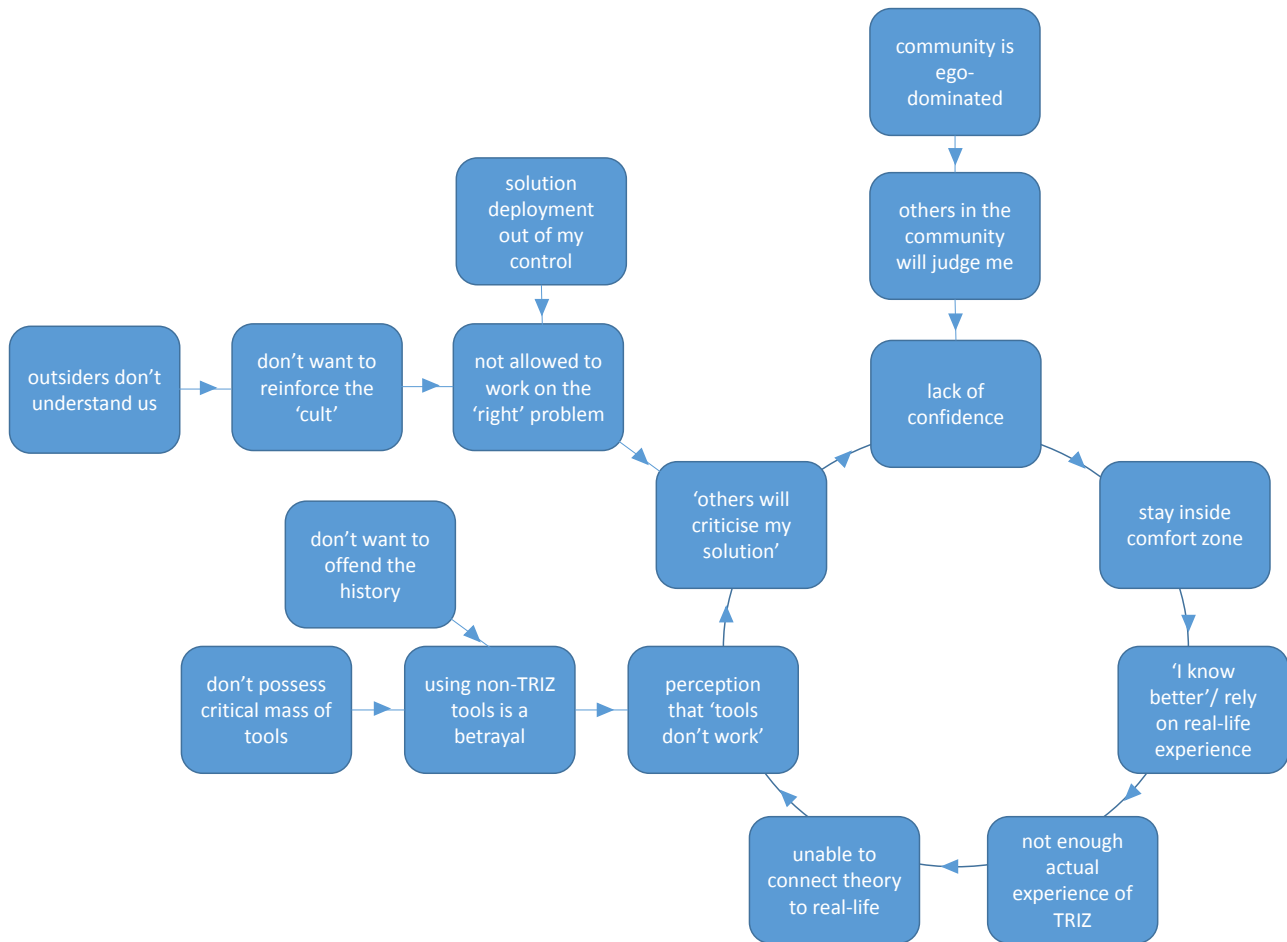 community is
ego-
dominated
solution
deployment
out of my
control
others in the
community
will judge me
outsiders don’t
understand us
don’t want to
reinforce the
‘cult’
not allowed to
work on the
‘right’ problem
lack of
confidence
‘others will
criticise my
solution’
stay inside
comfort zone
don’t want to
offend the
history
don’t possess
critical mass of
tools
using non-TRIZ
tools is a
betrayal
perception
that ‘tools
don’t work’
‘I know
better’/ rely
on real-life
experience
unable to
connect theory
to real-life
not enough
actual
experience of
TRIZ